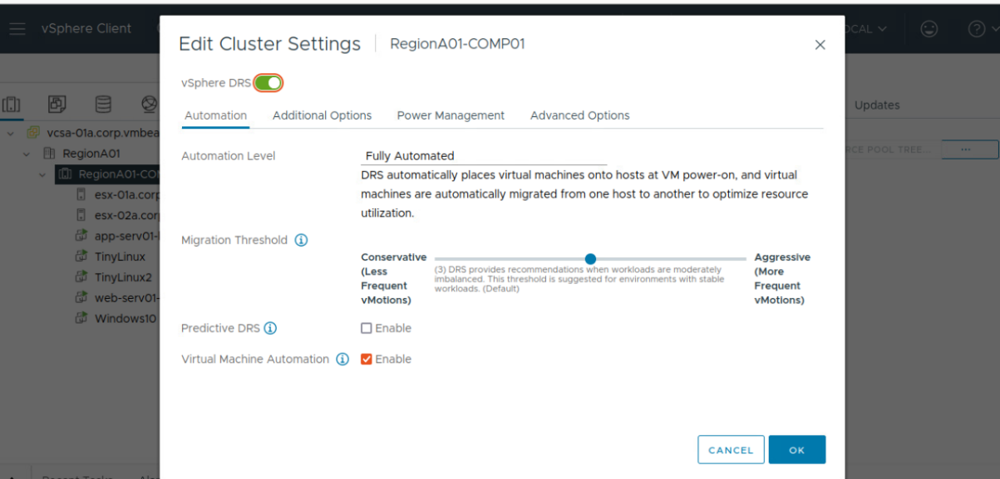 vSphere Client
Edit Cluster Settings RegionA01-COMP01
vSphere DRS
Automation Additional Options Power Management Advanced Options
Updates
vcsa-01a.corp.vmbea
RegionA01
RegionA01-CO
esx-01a.corp
esx-02a.cor
app-serv01-
TinyLinux
TinyLinux2
web-serv01-
Windows10
RCE POOL TREE...
Automation Level Fully Automated
DRS automatically places virtual machines onto hosts at VM power-on, and virtual
machines are automatically migrated from one host to another to optimize resource
utilization.
Migration Threshold
Conservative
(Less
Frequent
vMotions)
(3) DRS provides recommendations when workloads are moderately
imbalanced. This threshold is suggested for environments with stable
workloads. (Default)
Aggressive
(More
Frequent
vMotions)
Predictive DRS Enable
Virtual Machine Automation Enable
CANCEL OK